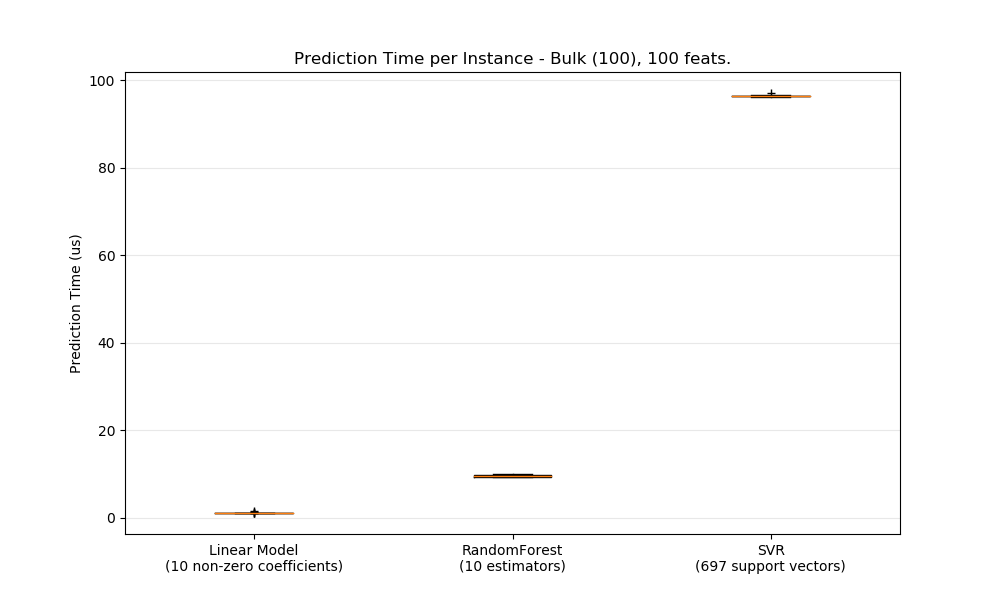 Prediction Time per Instance - Bulk (100), 100 feats.
100
80
60
40
20
0
Prediction Time (us)
Linear Model
(10 non-zero coefficients)
RandomForest
(10 estimators)
SVR
(697 support vectors)